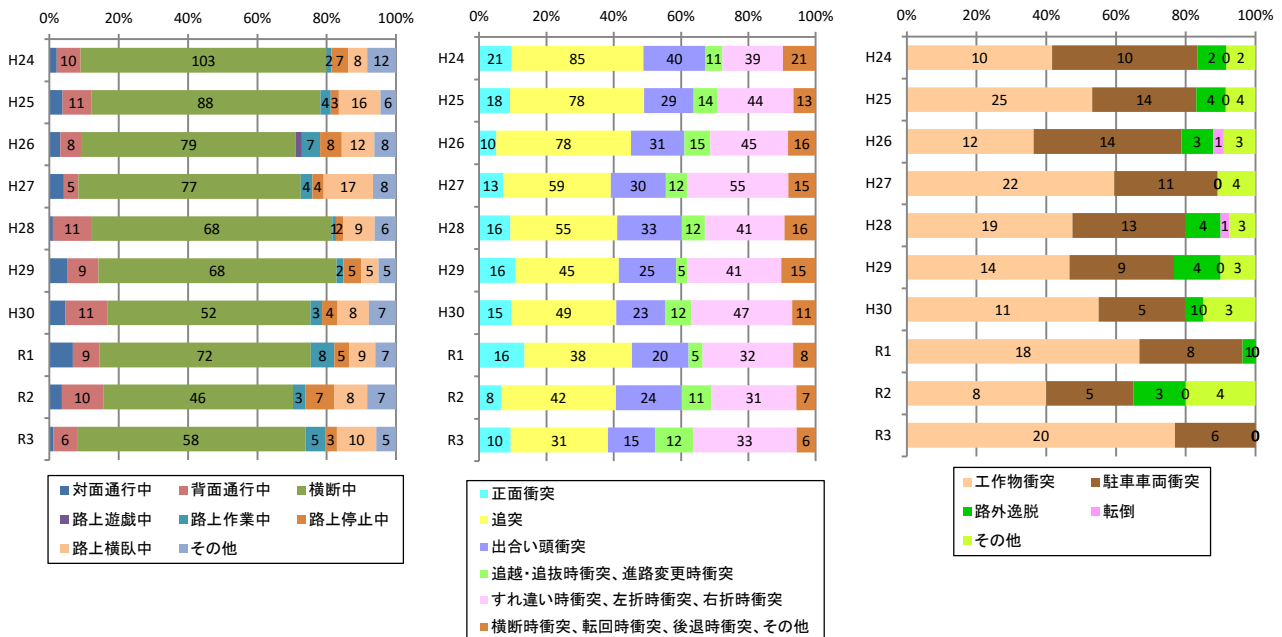 0% 20% 40% 60% 80% 100%
H24 10 103 2 7 8 12
H25 11 88 4 3 16 6
H26 8 79 7 8 12 8
H27 5 77 4 4 17 8
H28 11 68 1 2 9 6
H29 9 68 2 5 5 5
H30 11 52 3 4 8 7
R1 9 72 8 5 9 7
R2 10 46 3 7 8 7
R3 6 58 5 3 10 5
対面通行中 背面通行中 横断中
路上遊戯中 路上作業中 路上停止中
路上横臥中 その他
0% 20% 40% 60% 80% 100%
H24 21 85 40 11 39 21
H25 18 78 29 14 44 13
H26 10 78 31 15 45 16
H27 13 59 30 12 55 15
H28 16 55 33 12 41 16
H29 16 45 25 5 41 15
H30 15 49 23 12 47 11
R1 16 38 20 5 32 8
R2 8 42 24 11 31 7
R3 10 31 15 12 33 6
正面衝突
追突
出合い頭衝突
追越・追抜時衝突、進路変更時衝突
すれ違い時衝突、左折時衝突、右折時衝突
横断時衝突、転回時衝突、後退時衝突、その他
0% 20% 40% 60% 80% 100%
H24 10 10 2 0 2
H25 25 14 4 0 4
H26 12 14 3 1 3
H27 22 11 0 4
H28 19 13 4 1 3
H29 14 9 4 0 3
H30 11 5 1 0 3
R1 18 8 1 0
R2 8 5 3 0 4
R3 20 6 0
工作物衝突 駐車車両衝突
路外逸脱 転倒
その他